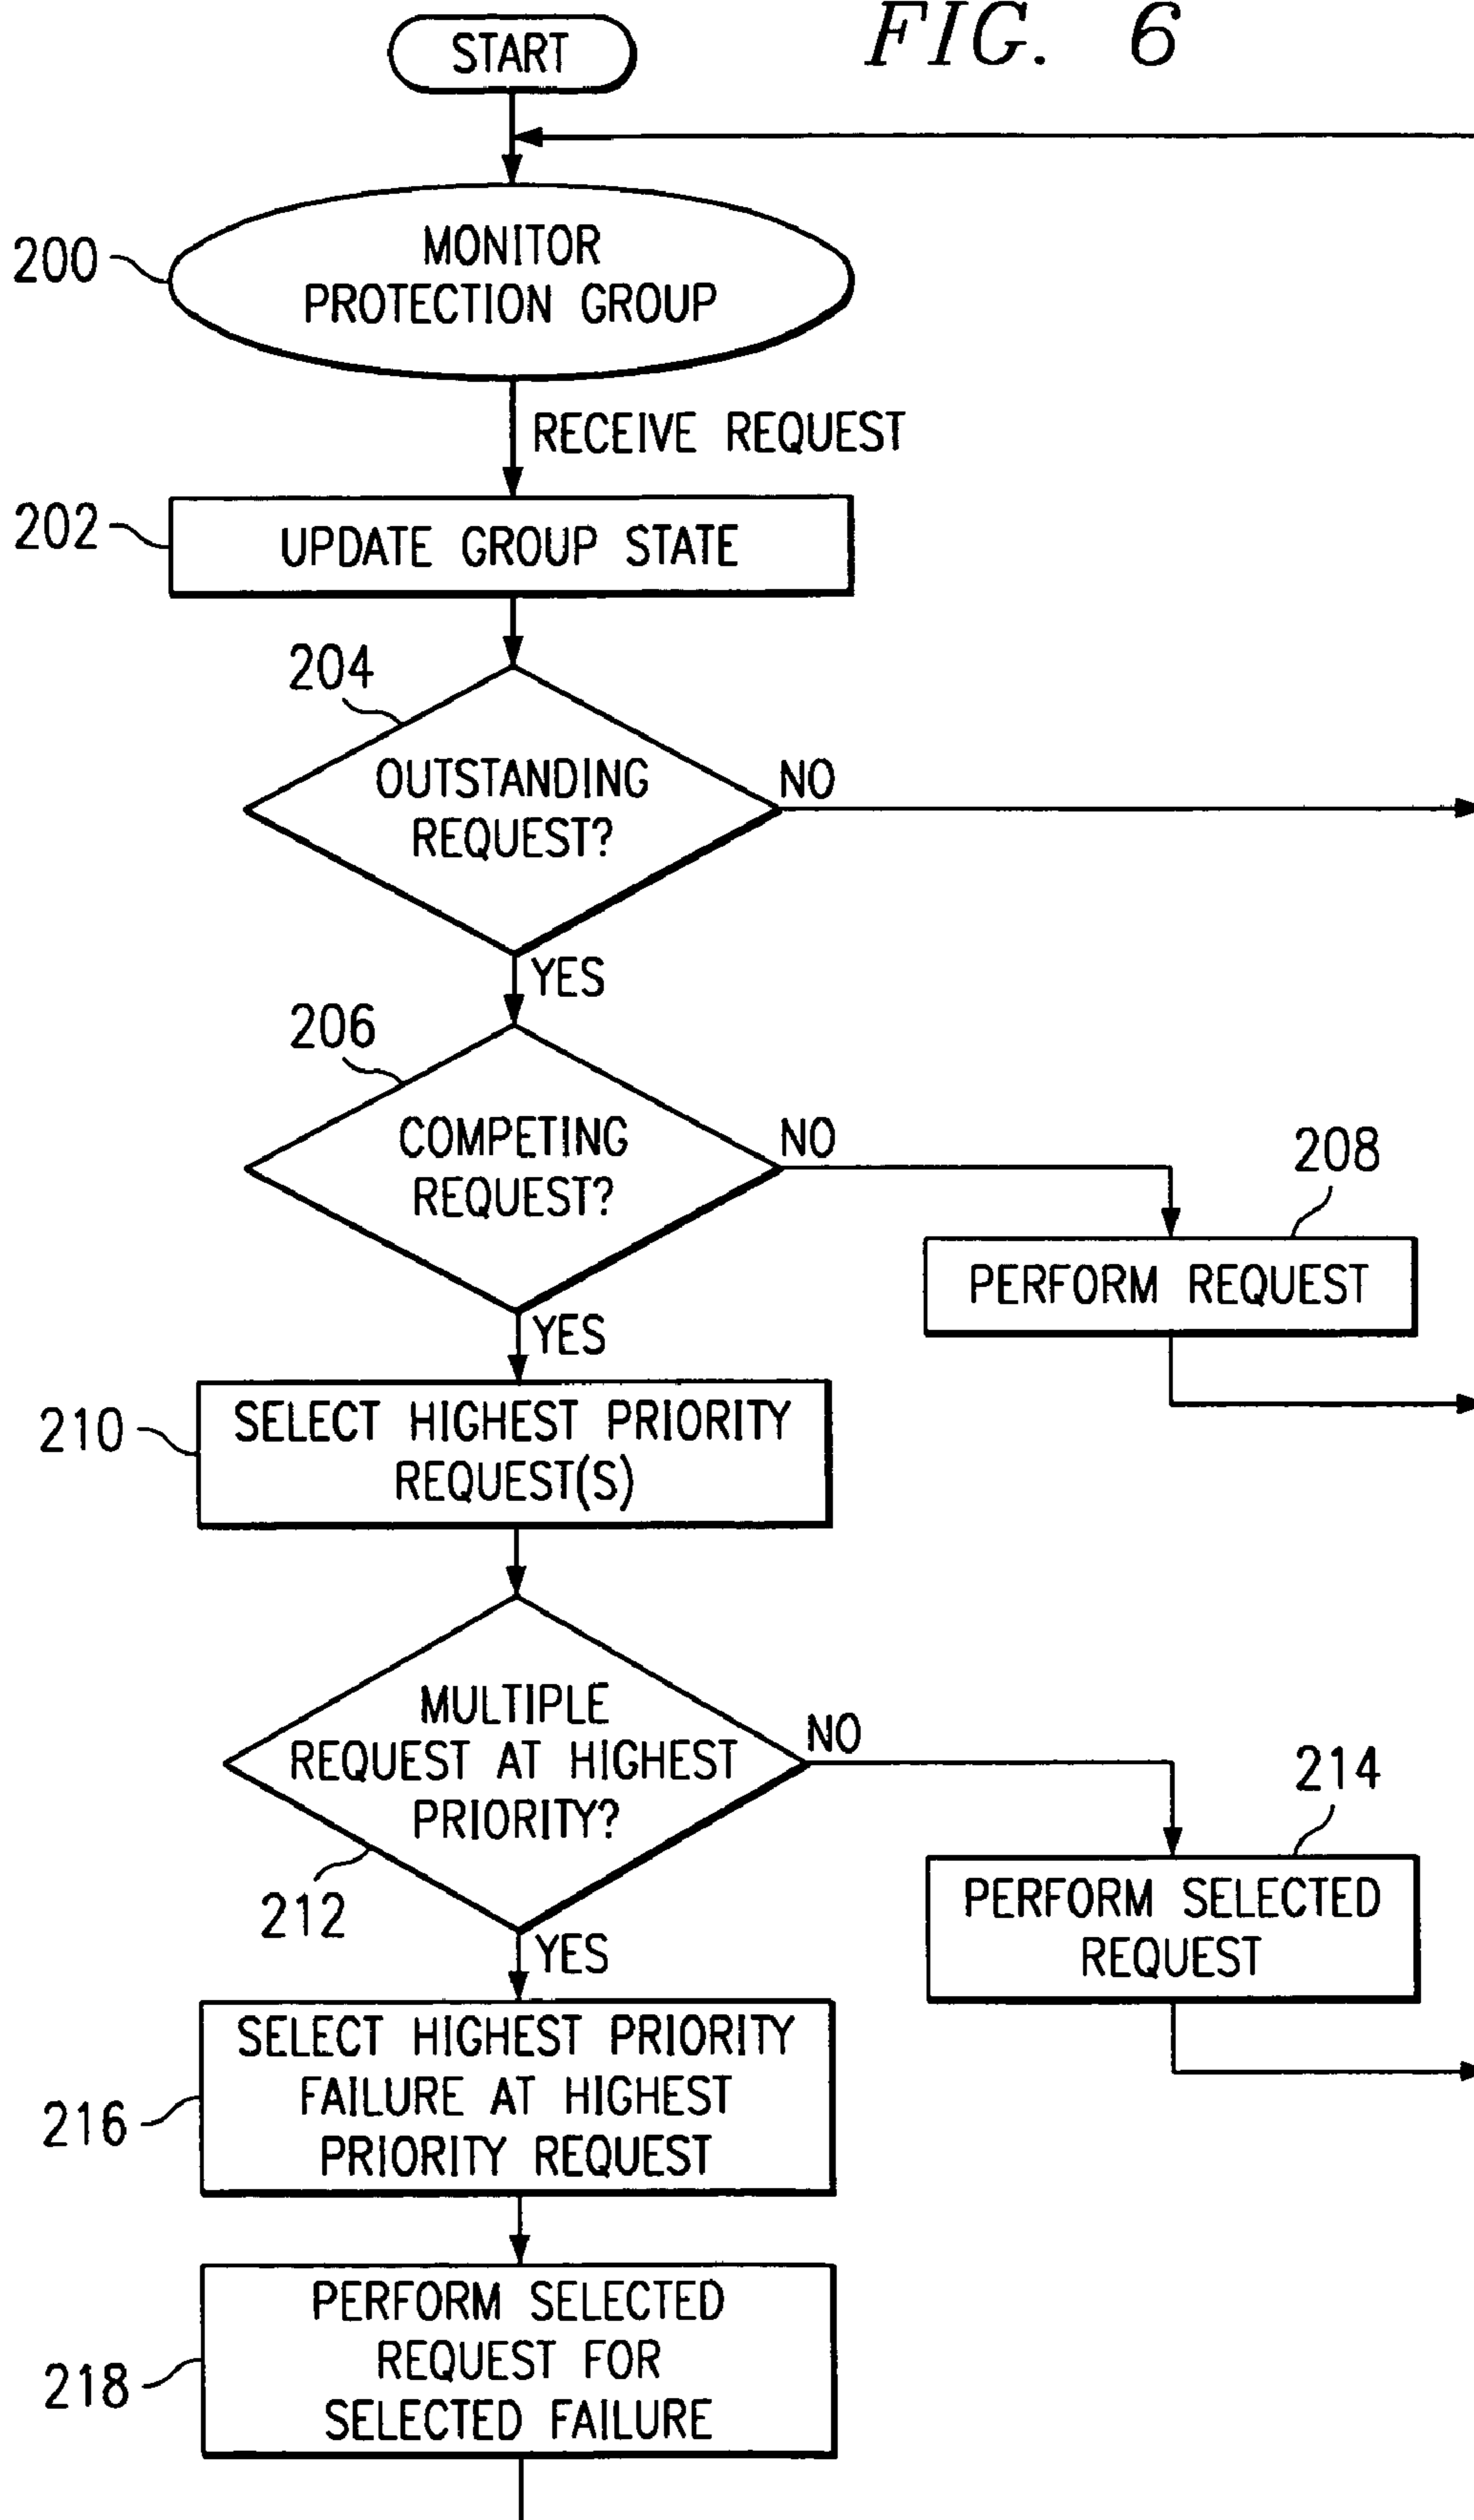 FIG. 6
START
200
MONITOR
PROTECTION GROUP
RECEIVE REQUEST
202
UPDATE GROUP STATE
204
OUTSTANDING
REQUEST?
NO
YES
206
COMPETING
REQUEST?
NO
208
PERFORM REQUEST
YES
210
SELECT HIGHEST PRIORITY
REQUEST(S)
MULTIPLE
REQUEST AT HIGHEST
PRIORITY?
NO
212
214
PERFORM SELECTED
REQUEST
YES
216
SELECT HIGHEST PRIORITY
FAILURE AT HIGHEST
PRIORITY REQUEST
218
PERFORM SELECTED
REQUEST FOR
SELECTED FAILURE